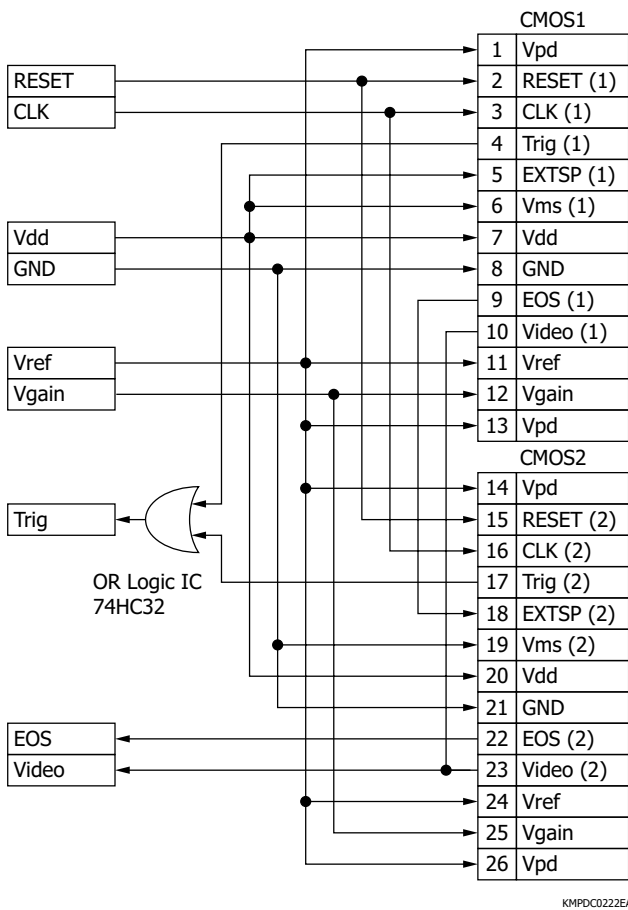 CMOS1
1 Vpd
RESET 2 RESET (1)
CLK 3 CLK (1)
4 Trig (1)
5 EXTSP (1)
6 Vms (1)
Vdd 7 Vdd
GND 8 GND
9 EOS (1)
10 Video (1)
Vref 11 Vref
Vgain 12 Vgain
13 Vpd
CMOS2
14 Vpd
Trig 15 RESET (2)
16 CLK (2)
OR Logic IC 17 Trig (2)
74HC32 18 EXTSP (2)
19 Vms (2)
20 Vdd
21 GND
EOS 22 EOS (2)
Video 23 Video (2)
24 Vref
25 Vgain
26 Vpd
KMPDC0222EA